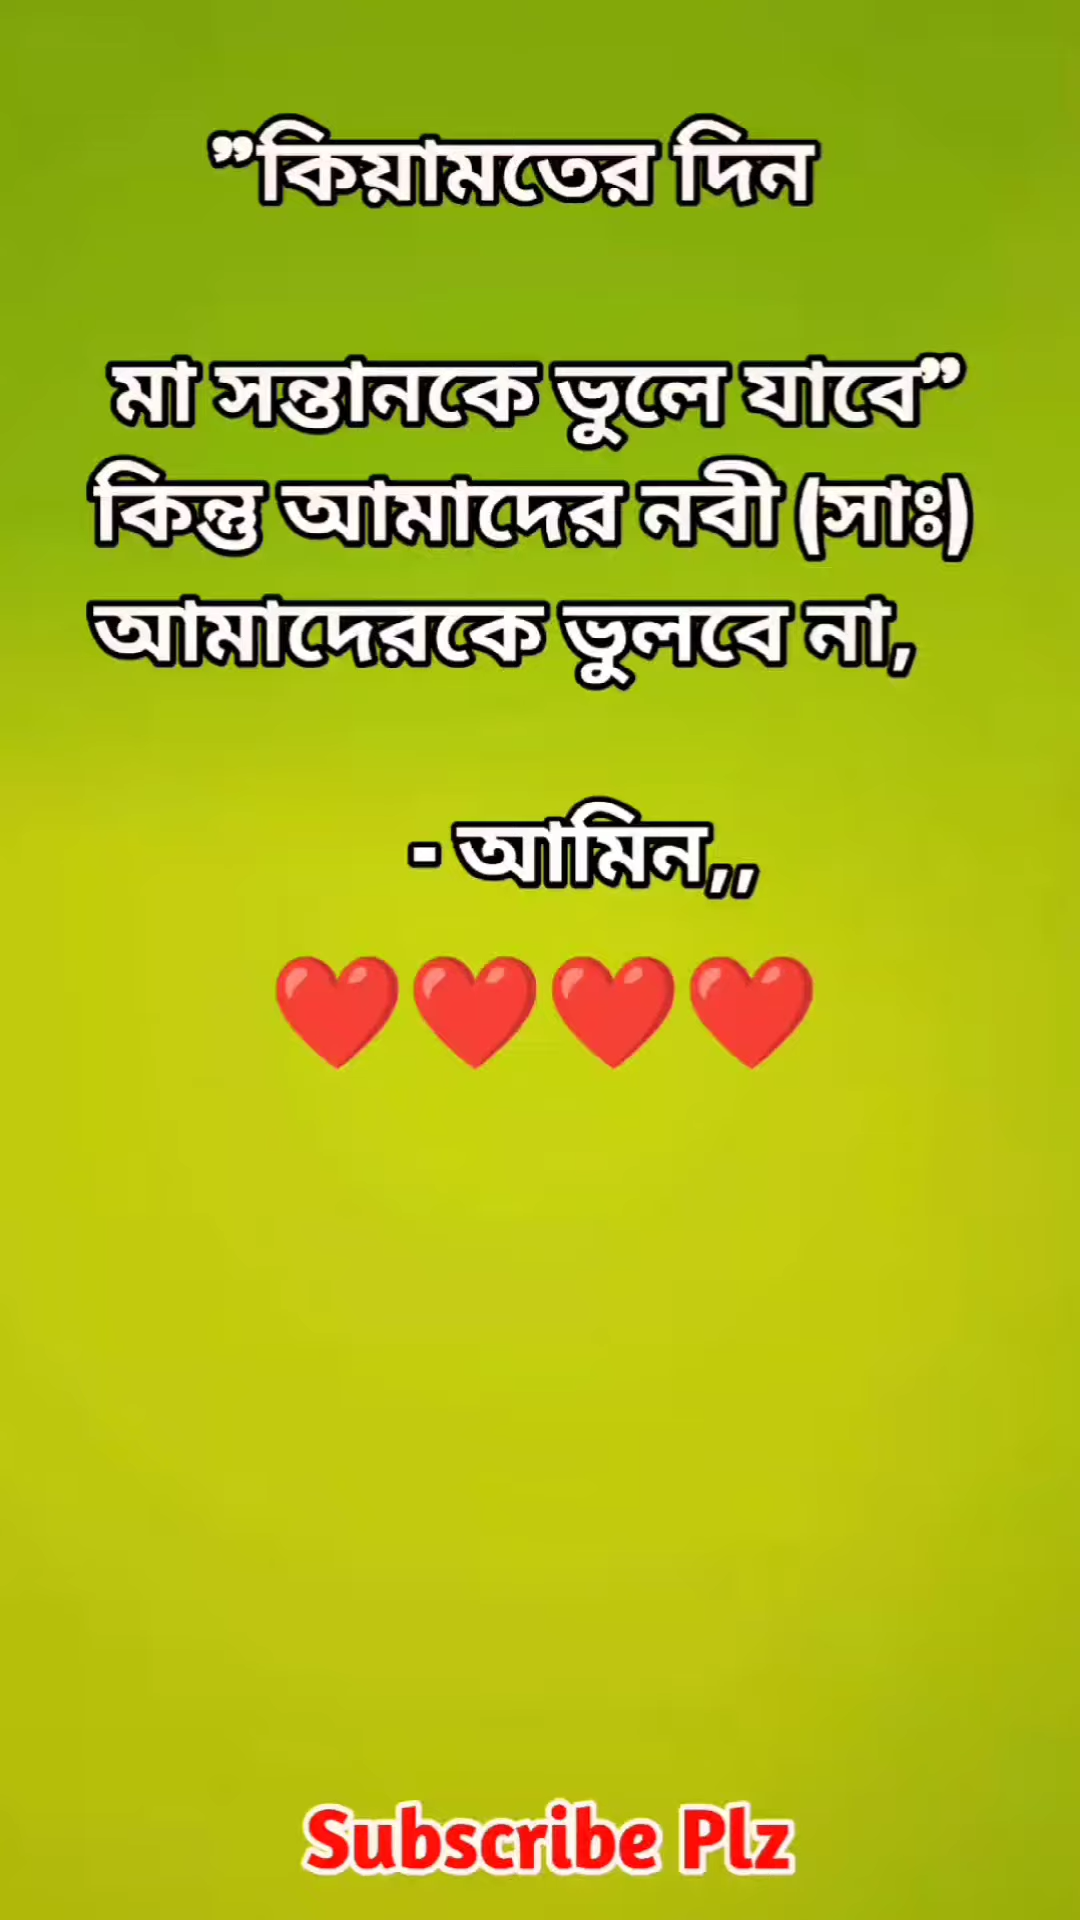 ”কিয়ামতের দিন
মা সন্তানকে ভুলে যাবে”
কিন্তু আমাদের নবী (সাঃ)
আমাদেরকে ভুলবে না,
- আমিন,,
❤️❤️❤️❤️
Subscribe Plz